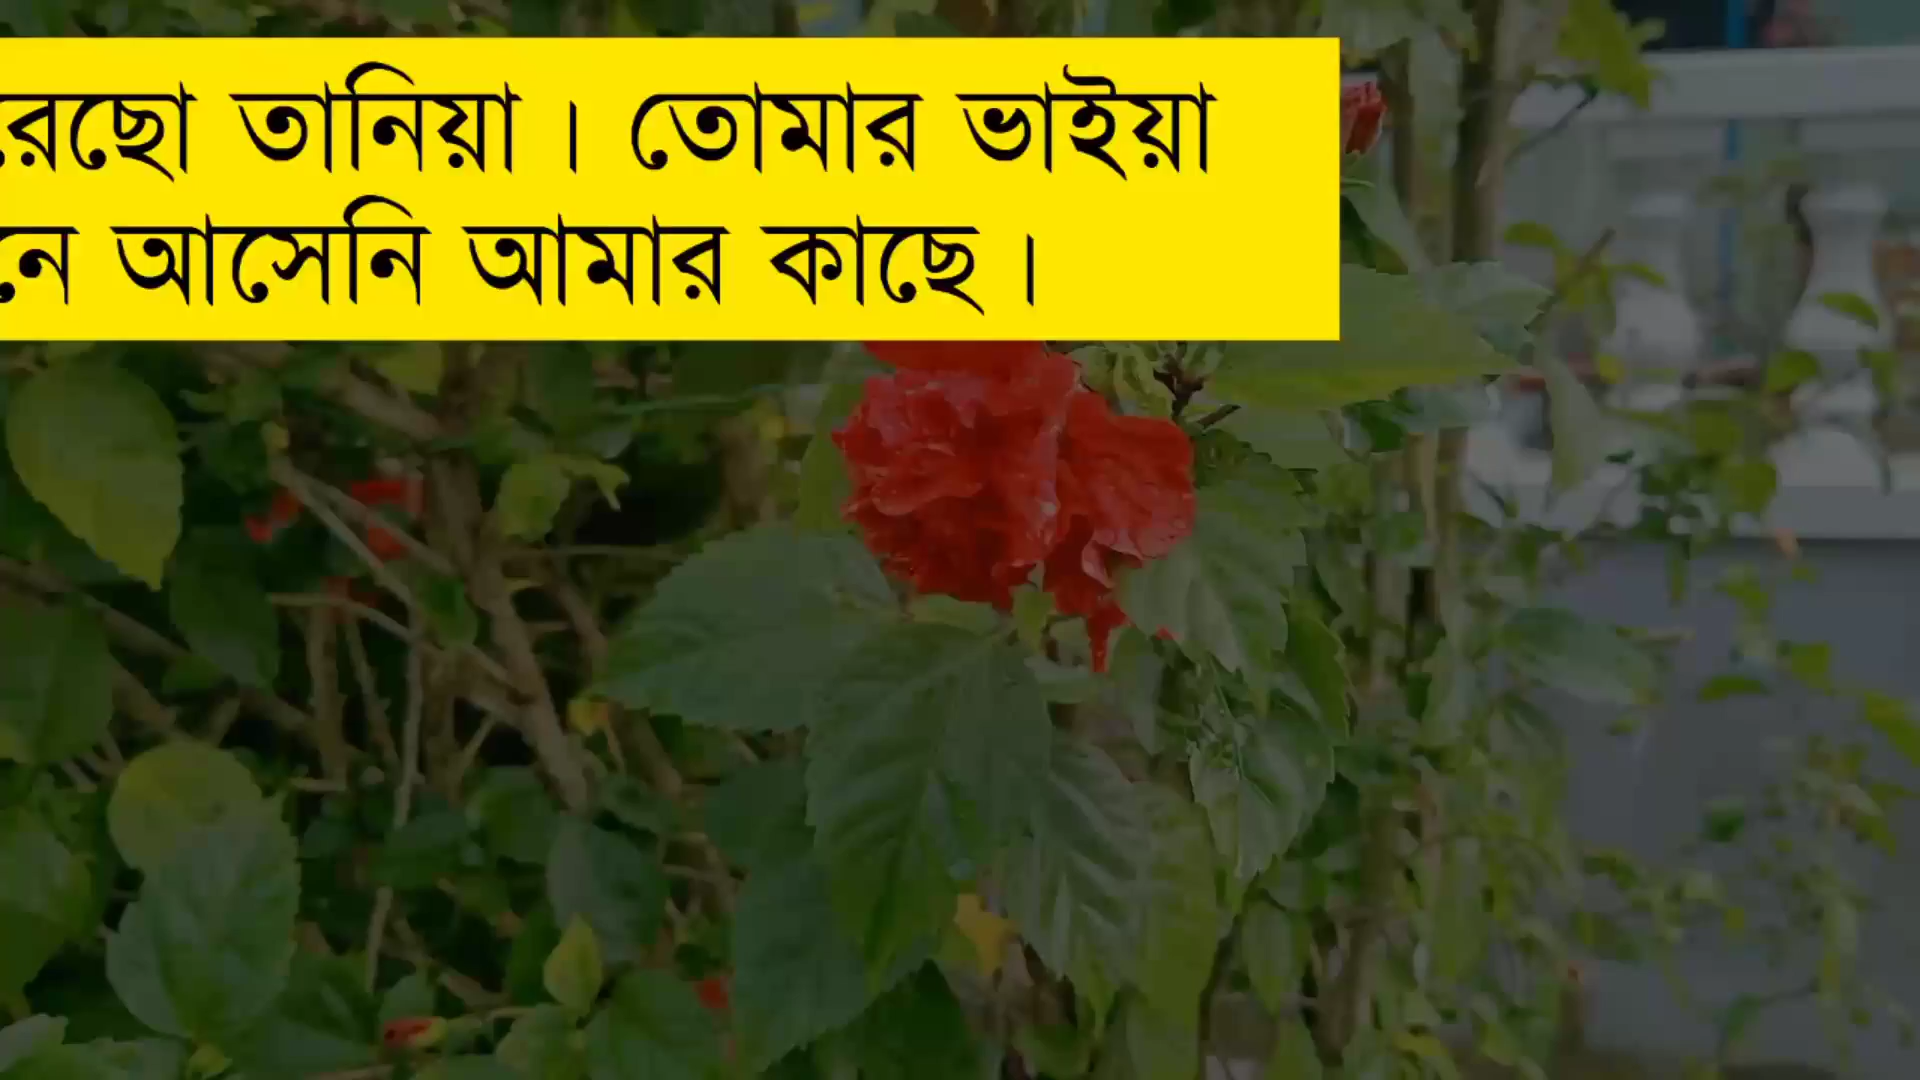 রেছো তানিয়া। তোমার ভাইয়া
নে আসেনি আমার কাছে।